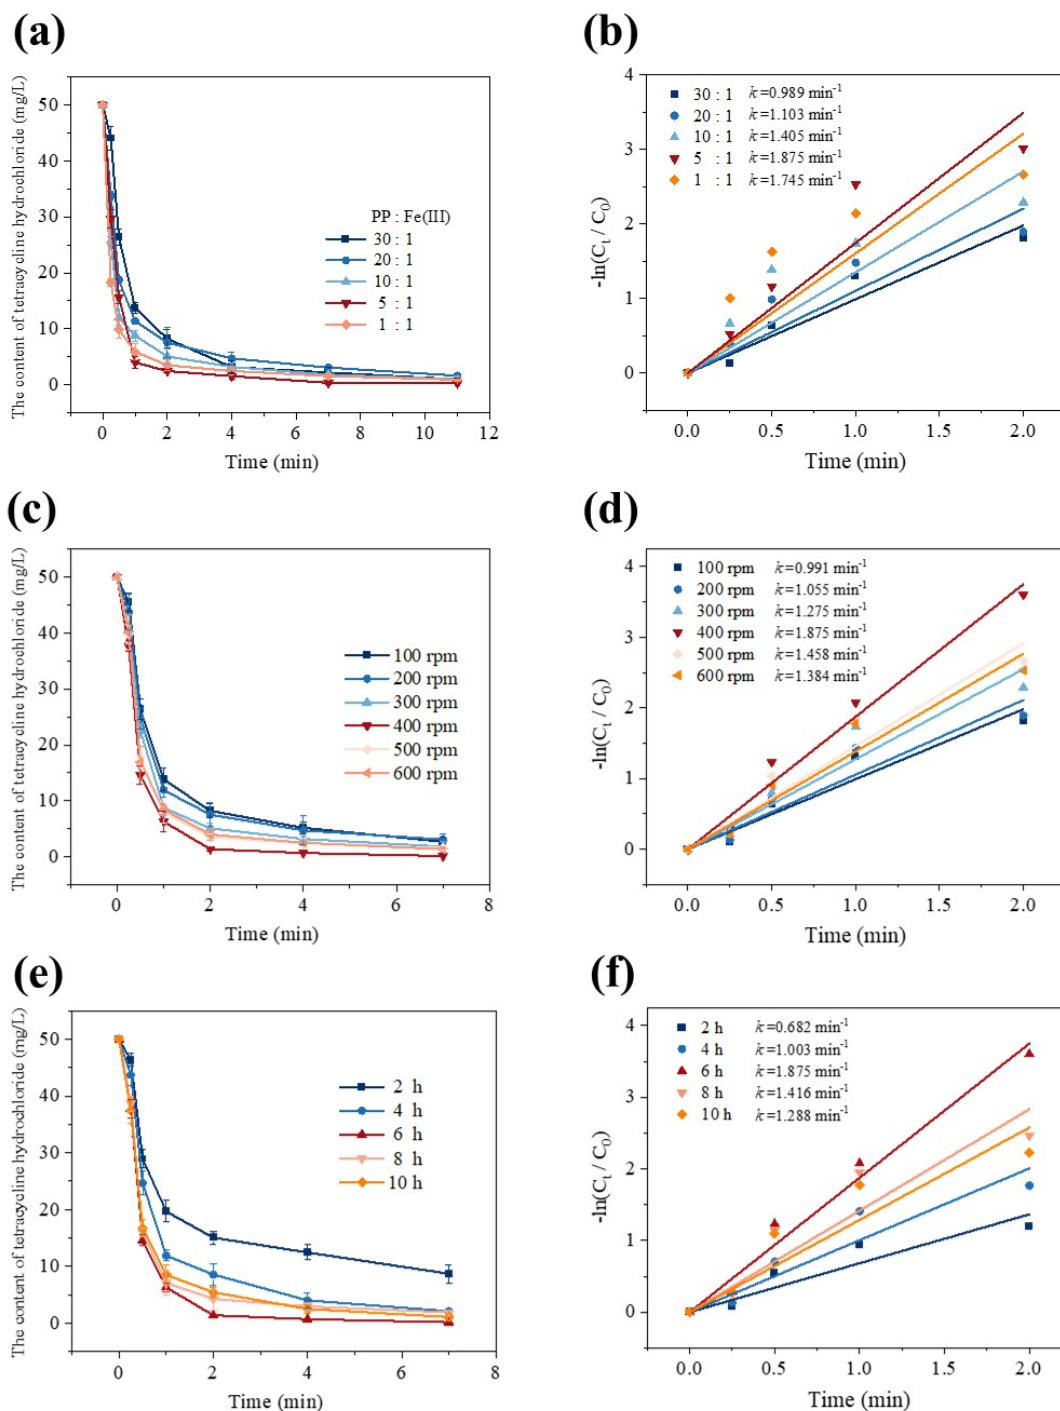 (a)
The content of tetracycline hydrochloride (mg/L)
50
40
30
20
10
0
PP : Fe(III)
30 : 1
20 : 1
10 : 1
5 : 1
1 : 1
0 2 4 6 8 10 12
Time (min)
(b)
-ln(Ct / C0)
4
3
2
1
0
30 : 1 k=0.989 min-1
20 : 1 k=1.103 min-1
10 : 1 k=1.405 min-1
5 : 1 k=1.875 min-1
1 : 1 k=1.745 min-1
0.0 0.5 1.0 1.5 2.0
Time (min)
(c)
The content of tetracycline hydrochloride (mg/L)
50
40
30
20
10
0
100 rpm
200 rpm
300 rpm
400 rpm
500 rpm
600 rpm
0 2 4 6 8
Time (min)
(d)
-ln(Ct / C0)
4
3
2
1
0
100 rpm k=0.991 min-1
200 rpm k=1.055 min-1
300 rpm k=1.275 min-1
400 rpm k=1.875 min-1
500 rpm k=1.458 min-1
600 rpm k=1.384 min-1
0.0 0.5 1.0 1.5 2.0
Time (min)
(e)
The content of tetracycline hydrochloride (mg/L)
50
40
30
20
10
0
2 h
4 h
6 h
8 h
10 h
0 2 4 6 8
Time (min)
(f)
-ln(Ct / C0)
4
3
2
1
0
2 h k=0.682 min-1
4 h k=1.003 min-1
6 h k=1.875 min-1
8 h k=1.416 min-1
10 h k=1.288 min-1
0.0 0.5 1.0 1.5 2.0
Time (min)